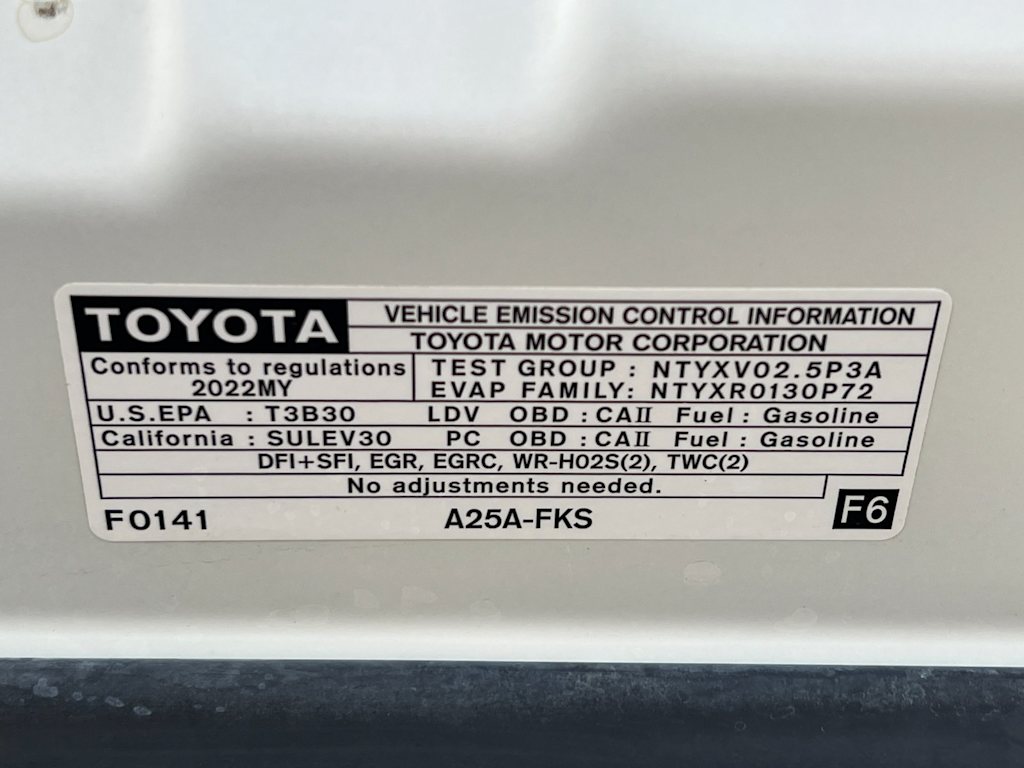 TOYOTA VEHICLE EMISSION CONTROL INFORMATION
TOYOTA MOTOR CORPORATION
Conforms to regulations
2022MY
TEST GROUP : NTYXV02.5P3A
EVAP FAMILY: NTYXR0130P72
U.S.EPA : T3B30 LDV OBD : CAII Fuel : Gasoline
California : SULEV30 PC OBD : CAII Fuel : Gasoline
DFI+SFI, EGR, EGRC, WR-HO2S(2), TWC(2)
No adjustments needed.
F0141 A25A-FKS F6